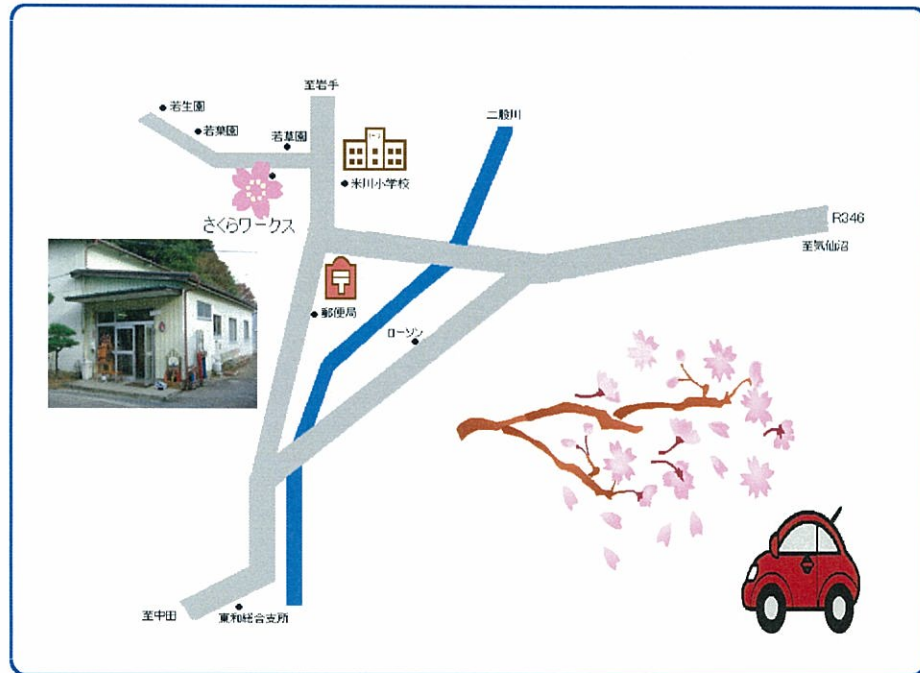 至岩手
若生園
若葉園
若草園
二股川
米川小学校
さくらワークス
R346
至気仙沼
郵便局
ローソン
至中田
東和総合支所